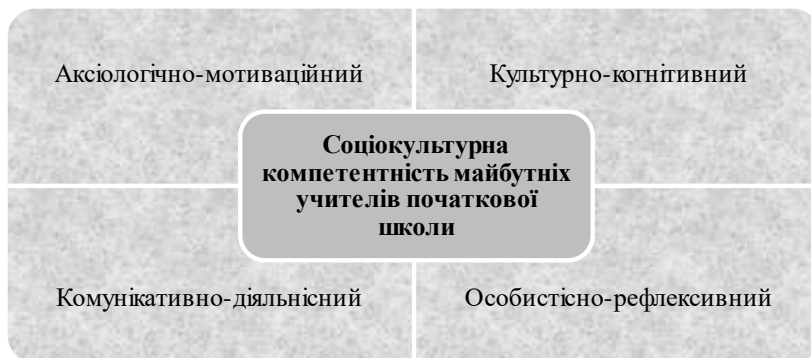 Аксіологічно-мотиваційний
Культурно-когнітивний
Соціокультурна
компетентність майбутніх
учителів початкової
школи
Комунікативно-діяльнісний
Особистісно-рефлексивний